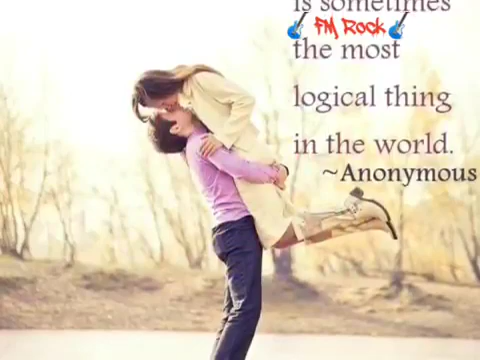 is sometimes
FM Rock
the most
logical thing
in the world.
~Anonymous